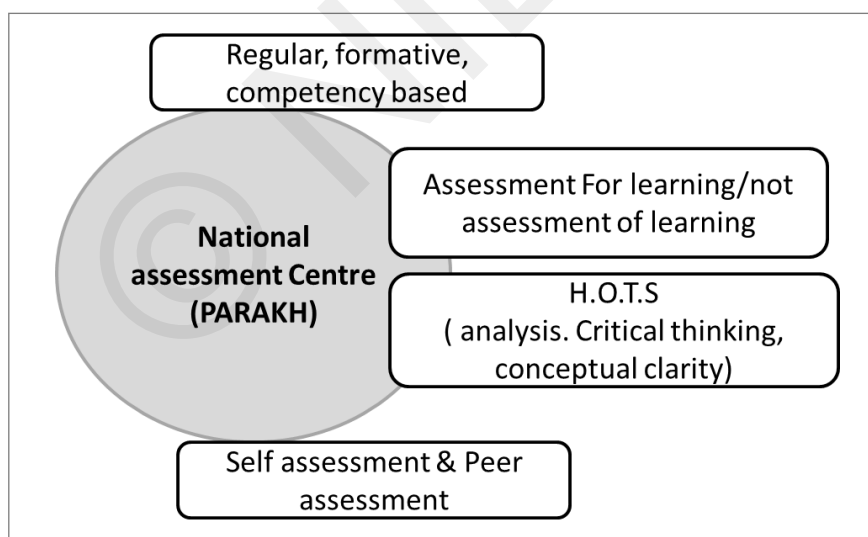 Regular, formative,
competency based
Assessment For learning/not
assessment of learning
National
assessment Centre
(PARAKH)
H.O.T.S
( analysis. Critical thinking,
conceptual clarity)
Self assessment & Peer
assessment